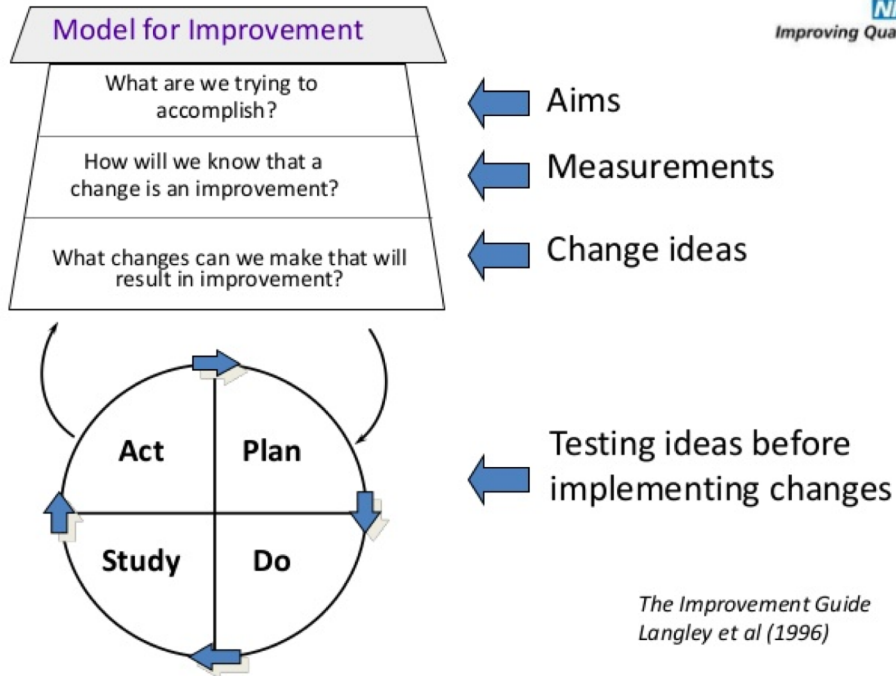 Model for Improvement
Improving
What are we trying to
accomplish?
Aims
How will we know that a
change is an improvement?
Measurements
What changes can we make that will
result in improvement?
Change ideas
Act
Plan
Study
Do
Testing ideas before
implementing changes
The Improvement Guide
Langley et al (1996)